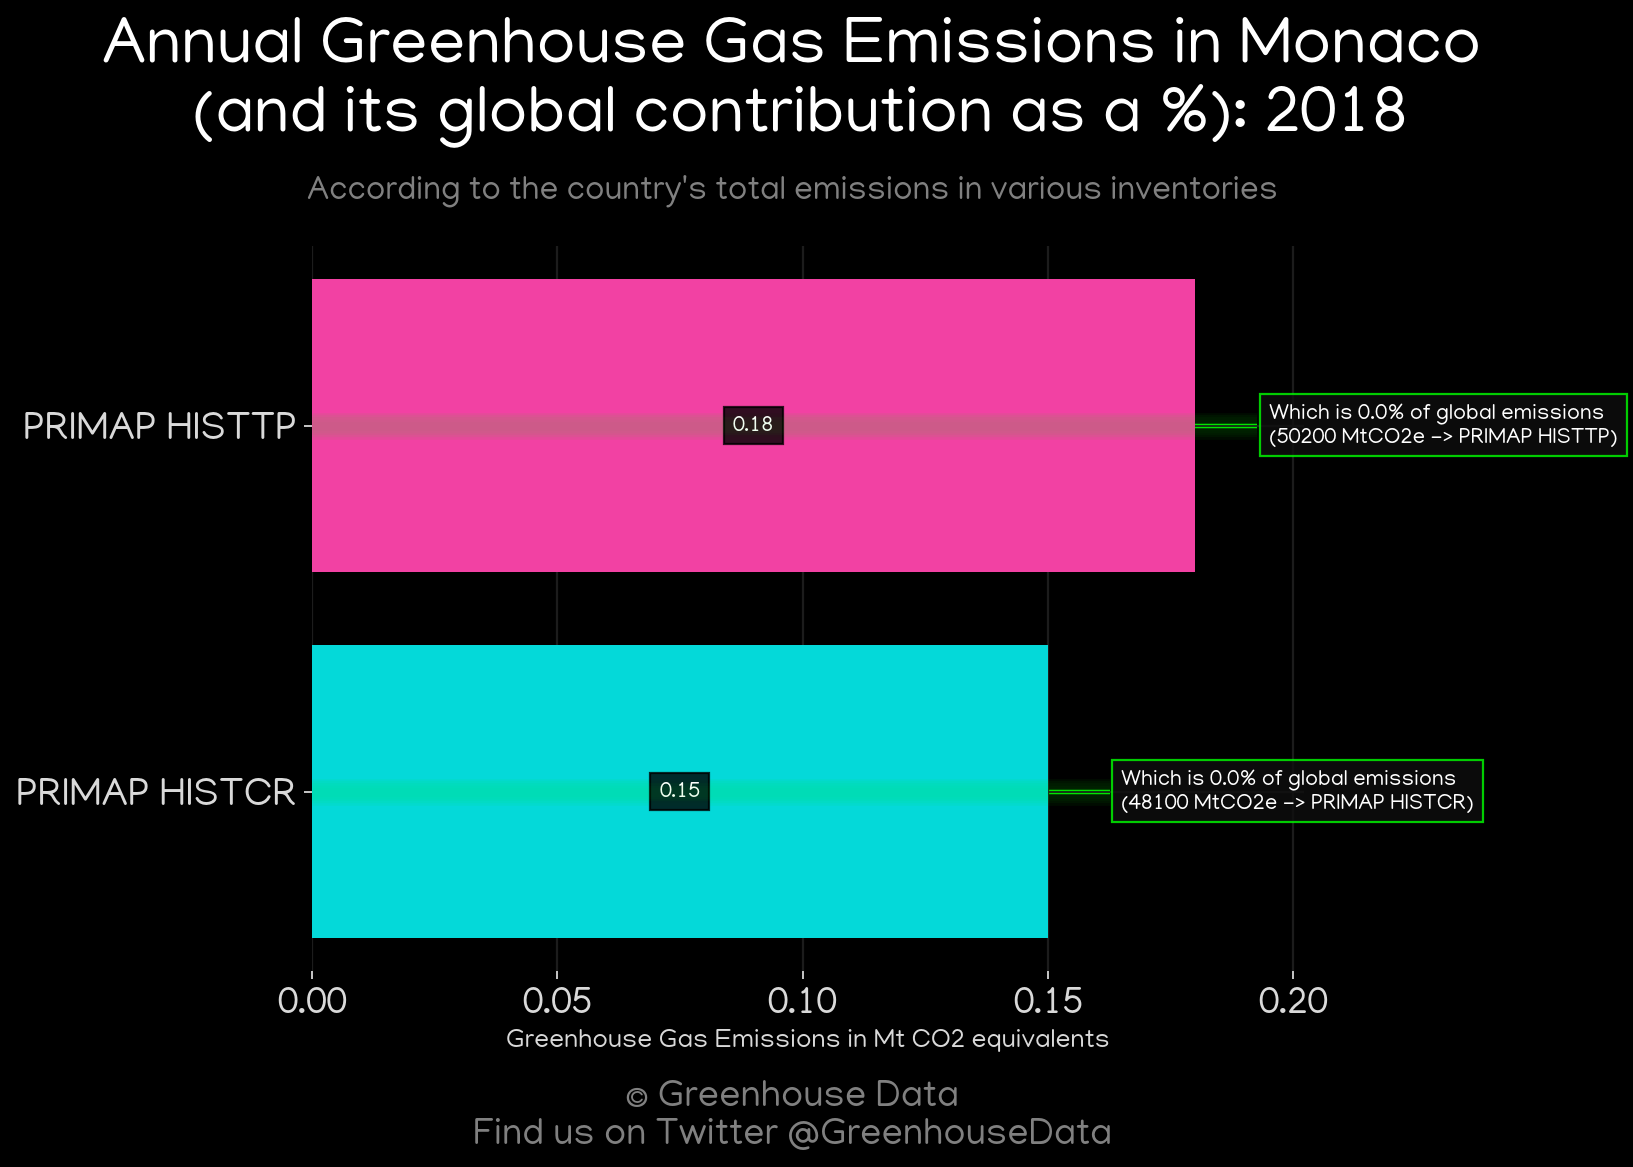 Annual Greenhouse Gas Emissions in Monaco
(and its global contribution as a %): 2018
According to the country's total emissions in various inventories
PRIMAP HISTTP
0.18
Which is 0.0% of global emissions
(50200 MtCO2e -> PRIMAP HISTTP)
PRIMAP HISTCR
0.15
Which is 0.0% of global emissions
(48100 MtCO2e -> PRIMAP HISTCR)
0.00 0.05 0.10 0.15 0.20
Greenhouse Gas Emissions in Mt CO2 equivalents
© Greenhouse Data
Find us on Twitter @GreenhouseData